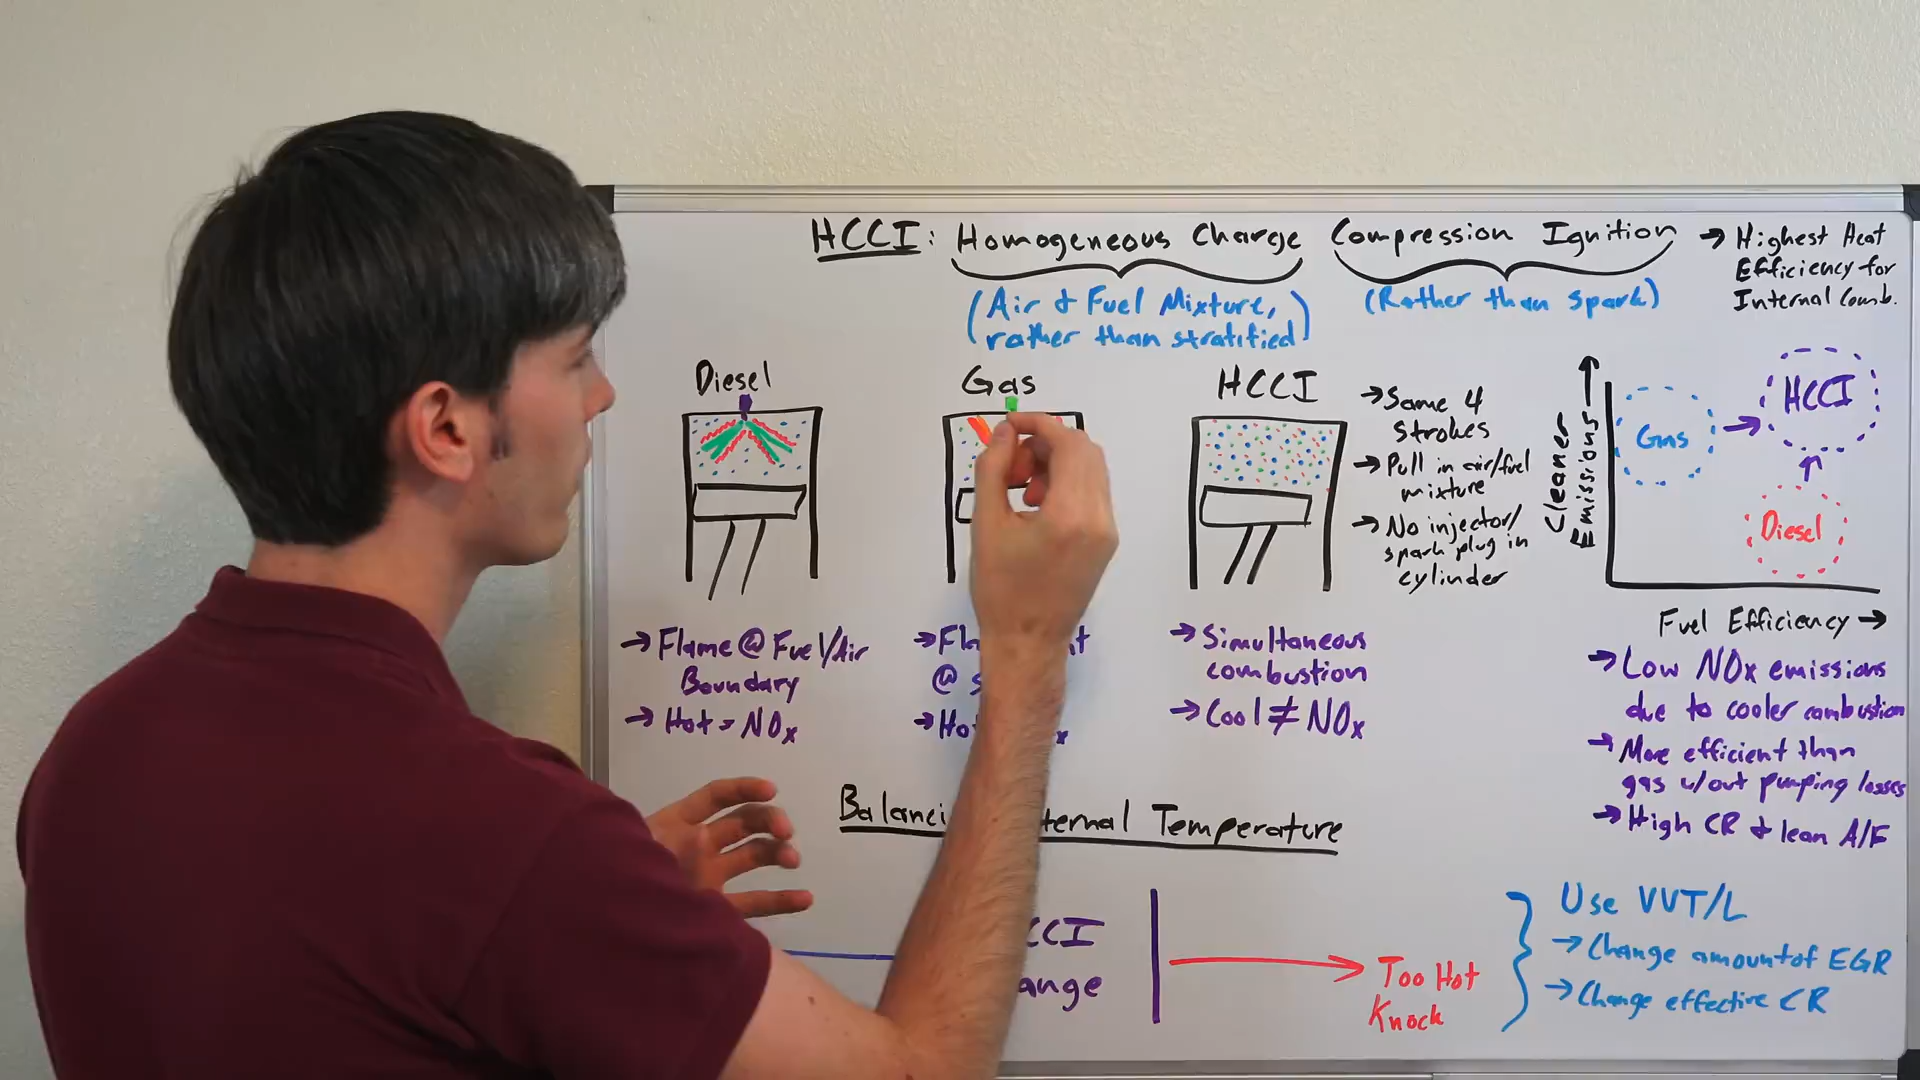 HCCI: Homogeneous Charge Compression Ignition
(Air & Fuel Mixture,
rather than stratified)
(Rather than spark)
→ Highest Heat
Efficiency for
Internal Comb.
Diesel
Gas
HCCI
→ Flame @ Fuel/Air
Boundary
→ Hot → NOx
→ Simultaneous
combustion
→ Cool ≠ NOx
→ Same 4
strokes
→ Pull in air/fuel
mixture
→ No injector/
spark plug in
cylinder
Cleaner
Emissions →
Gas
→
HCCI
Diesel
Fuel Efficiency →
→ Low NOx emissions
due to cooler combustion
→ More efficient than
gas w/out pumping losses
→ High CR & lean A/F
Temperature
Too Hot
Knock
Use VVT/L
→ Change amount of EGR
→ Change effective CR